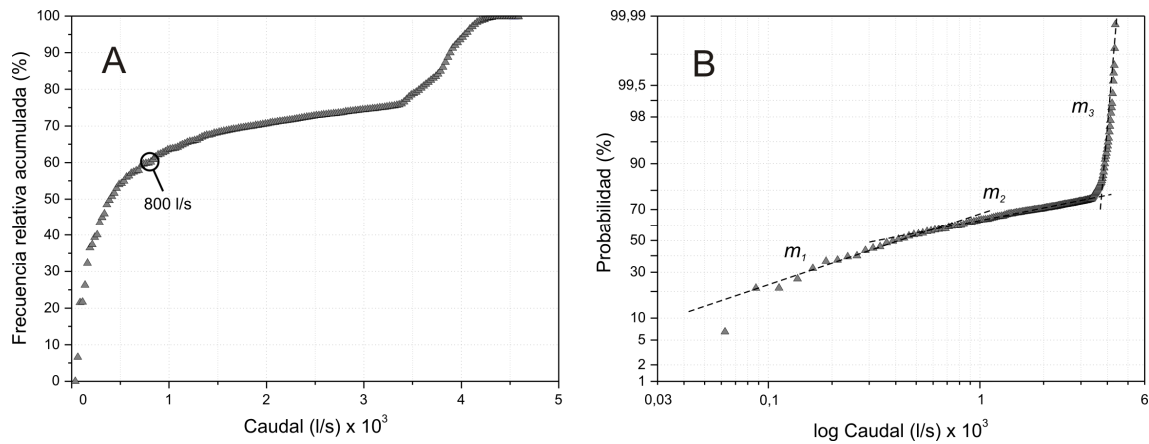 A
Frecuencia relativa acumulada (%)
100
90
80
70
60
50
40
30
20
10
0
800 l/s
0 1 2 3 4 5
Caudal (l/s) x 10³
B
Probabilidad (%)
99,99
99,5
98
90
70
50
30
10
5
2
1
m₁
m₂
m₃
0,03 0,1 1 6
log Caudal (l/s) x 10³